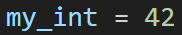 my_int = 42